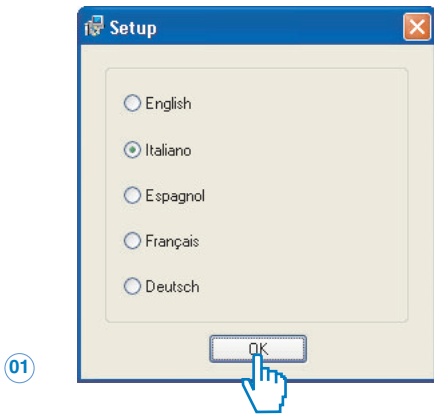 Setup
English
Italiano
Espagnol
Français
Deutsch
OK
01